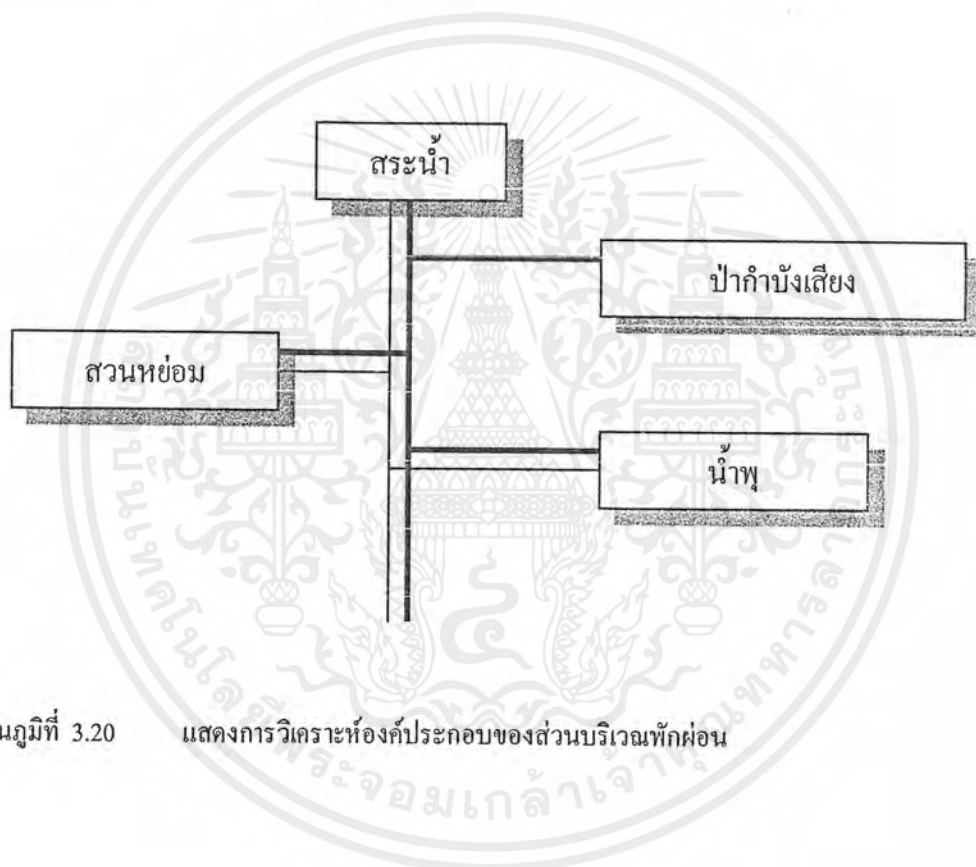 สระน้ำ
ป่ากำบังเสียง
สวนหย่อม
น้ำพุ
นภูมิที่ 3.20 แสดงการวิเคราะห์องค์ประกอบของส่วนบริเวณพักผ่อน